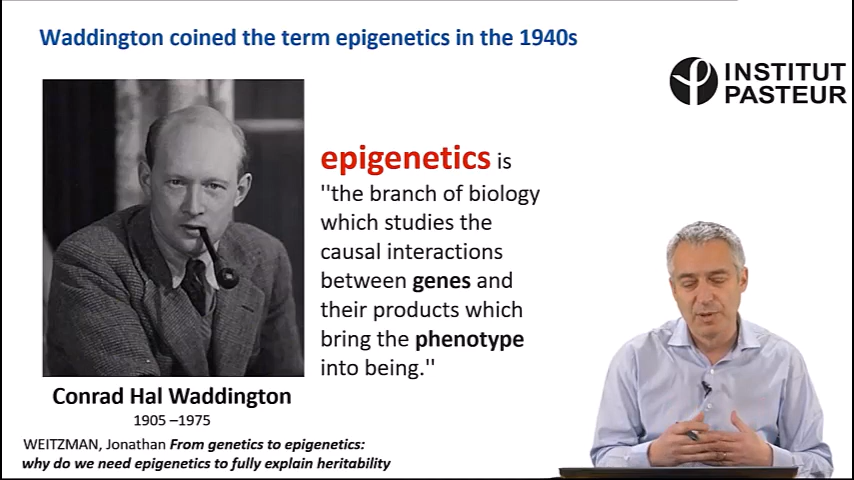 Waddington coined the term epigenetics in the 1940s
INSTITUT
PASTEUR
epigenetics is
"the branch of biology
which studies the
causal interactions
between genes and
their products which
bring the phenotype
into being."
Conrad Hal Waddington
1905 –1975
WEITZMAN, Jonathan From genetics to epigenetics:
why do we need epigenetics to fully explain heritability